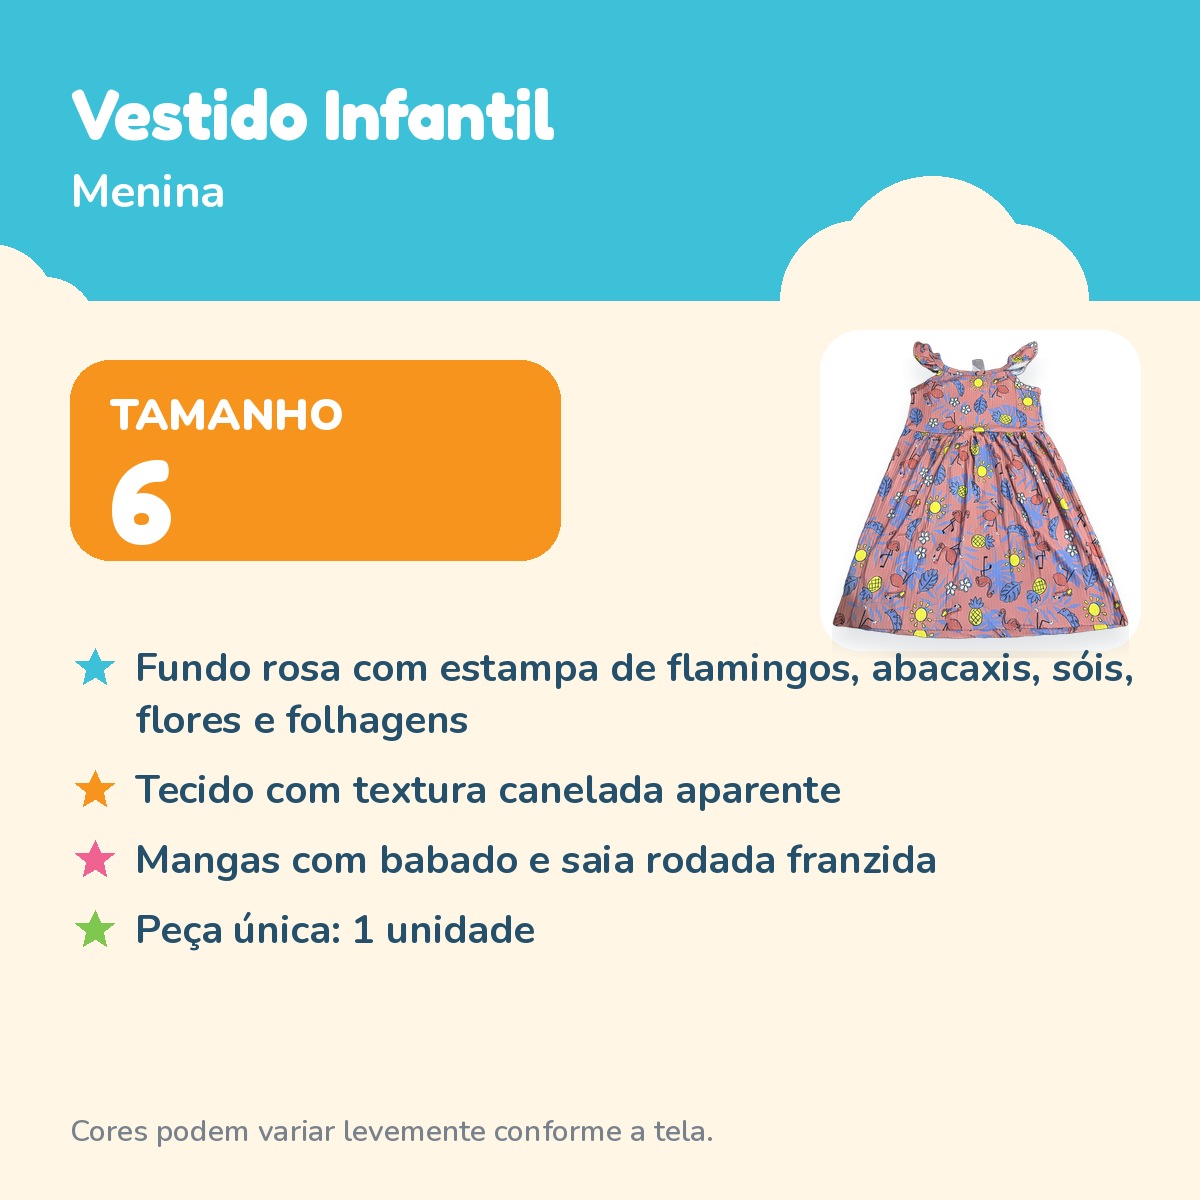 Vestido Infantil
Menina
TAMANHO
6
Fundo rosa com estampa de flamingos, abacaxis, sóis,
flores e folhagens
Tecido com textura canelada aparente
Mangas com babado e saia rodada franzida
Peça única: 1 unidade
Cores podem variar levemente conforme a tela.